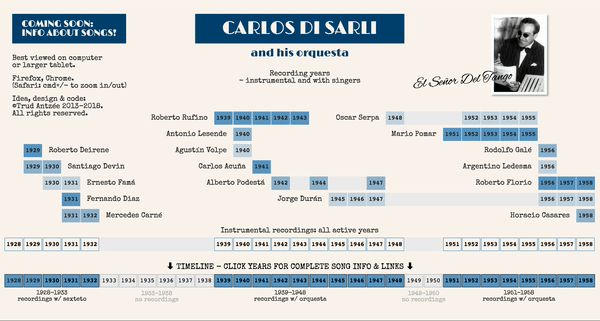 COMING SOON:
INFO ABOUT SONGS!
CARLOS DI SARLI
and his orquesta
Best viewed on computer
or larger tablet.
Firefox, Chrome.
(Safari: cmd+/- to zoom in/out)
Idea, design & code:
©Trud Antzée 2013-2018.
All rights reserved.
Recording years
- instrumental and with singers
El Señor Del Tango
Roberto Rufino 1939 1940 1941 1942 1943
Oscar Serpa 1948 1952 1953 1954 1955
Antonio Lesende 1940
Mario Pomar 1951 1952 1953 1954 1955
1929 Roberto Deirene
Agustín Volpe 1940
Rodolfo Galé 1956
1929 1930 Santiago Devin
Carlos Acuña 1941
Argentino Ledesma 1956
1930 1931 Ernesto Famá
Alberto Podestá 1942 1944 1947
Roberto Florio 1956 1957 1958
1931 Fernando Diaz
Jorge Durán 1945 1946 1947 1956 1957 1958
1931 1932 Mercedes Carné
Horacio Casares 1958
Instrumental recordings: all active years
1928 1929 1930 1931 1932 1939 1940 1941 1942 1943 1944 1945 1946 1947 1948 1951 1952 1953 1954 1955 1956 1957 1958
TIMELINE - CLICK YEARS FOR COMPLETE SONG INFO & LINKS
1928 1929 1930 1931 1932 1933 1934 1935 1936 1937 1938 1939 1940 1941 1942 1943 1944 1945 1946 1947 1948 1949 1950 1951 1952 1953 1954 1955 1956 1957 1958
1928-1933
recordings w/ sexteto
1933-1939
no recordings
1939-1948
recordings w/ orquesta
1949-1950
no recordings
1951-1958
recordings w/ orquesta